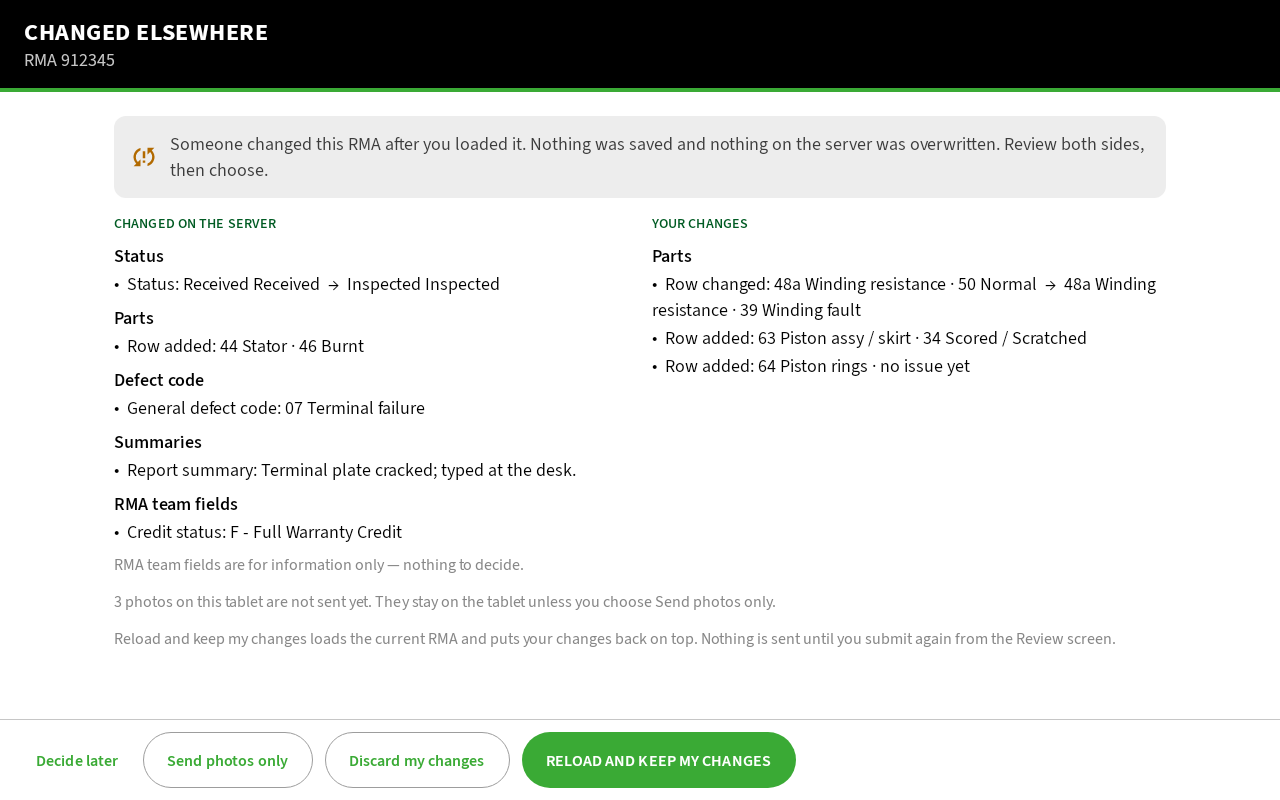 CHANGED ELSEWHERE
RMA 912345
Someone changed this RMA after you loaded it. Nothing was saved and nothing on the server was overwritten. Review both sides,
then choose.
CHANGED ON THE SERVER
Status
• Status: Received Received → Inspected Inspected
Parts
• Row added: 44 Stator · 46 Burnt
Defect code
• General defect code: 07 Terminal failure
Summaries
• Report summary: Terminal plate cracked; typed at the desk.
RMA team fields
• Credit status: F - Full Warranty Credit
YOUR CHANGES
Parts
• Row changed: 48a Winding resistance · 50 Normal → 48a Winding
resistance · 39 Winding fault
• Row added: 63 Piston assy / skirt · 34 Scored / Scratched
• Row added: 64 Piston rings · no issue yet
RMA team fields are for information only — nothing to decide.
3 photos on this tablet are not sent yet. They stay on the tablet unless you choose Send photos only.
Reload and keep my changes loads the current RMA and puts your changes back on top. Nothing is sent until you submit again from the Review screen.
Decide later
Send photos only
Discard my changes
RELOAD AND KEEP MY CHANGES